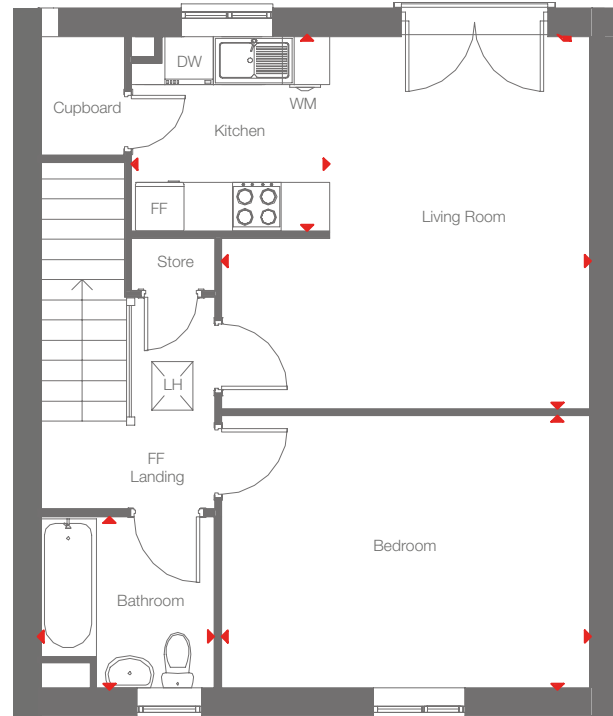 DW
Cupboard
WM
Kitchen
FF
Living Room
Store
LH
FF
Landing
Bedroom
Bathroom